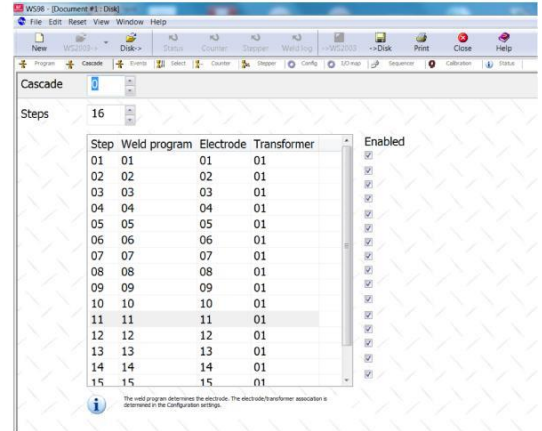 WS98 - [Document #1 : Disk]
File Edit Reset View Window Help
New WS2003-> Disk-> Status Counter Stepper Weld log ->WS2003 ->Disk Print Close Help
Program Cascade Events Select Counter Stepper Config I/O map Sequencer Calibration Status
Cascade 0
Steps 16
Step Weld program Electrode Transformer Enabled
01 01 01 01
02 02 02 01
03 03 03 01
04 04 04 01
05 05 05 01
06 06 06 01
07 07 07 01
08 08 08 01
09 09 09 01
10 10 10 01
11 11 11 01
12 12 12 01
13 13 13 01
14 14 14 01
15 15 15 01
The weld program determines the electrode. The electrode/transformer association is
determined in the Configuration settings.